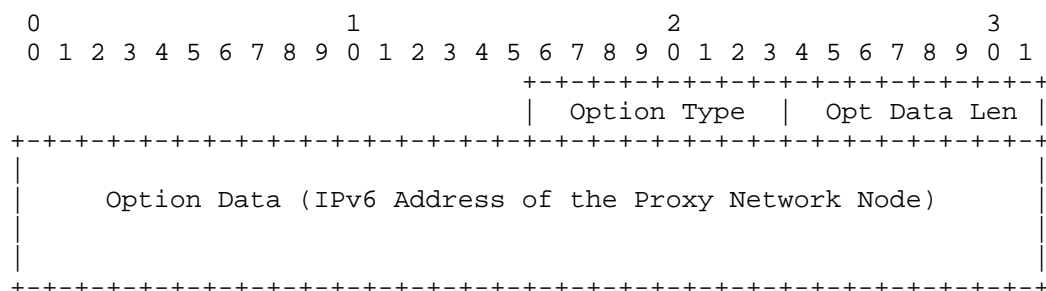 0                   1                   2                   3
 0 1 2 3 4 5 6 7 8 9 0 1 2 3 4 5 6 7 8 9 0 1 2 3 4 5 6 7 8 9 0 1
                                +-+-+-+-+-+-+-+-+-+-+-+-+-+-+-+-+
                                |  Option Type  |  Opt Data Len |
+-+-+-+-+-+-+-+-+-+-+-+-+-+-+-+-+-+-+-+-+-+-+-+-+-+-+-+-+-+-+-+-+
|                                                               |
|     Option Data (IPv6 Address of the Proxy Network Node)      |
|                                                               |
|                                                               |
+-+-+-+-+-+-+-+-+-+-+-+-+-+-+-+-+-+-+-+-+-+-+-+-+-+-+-+-+-+-+-+-+